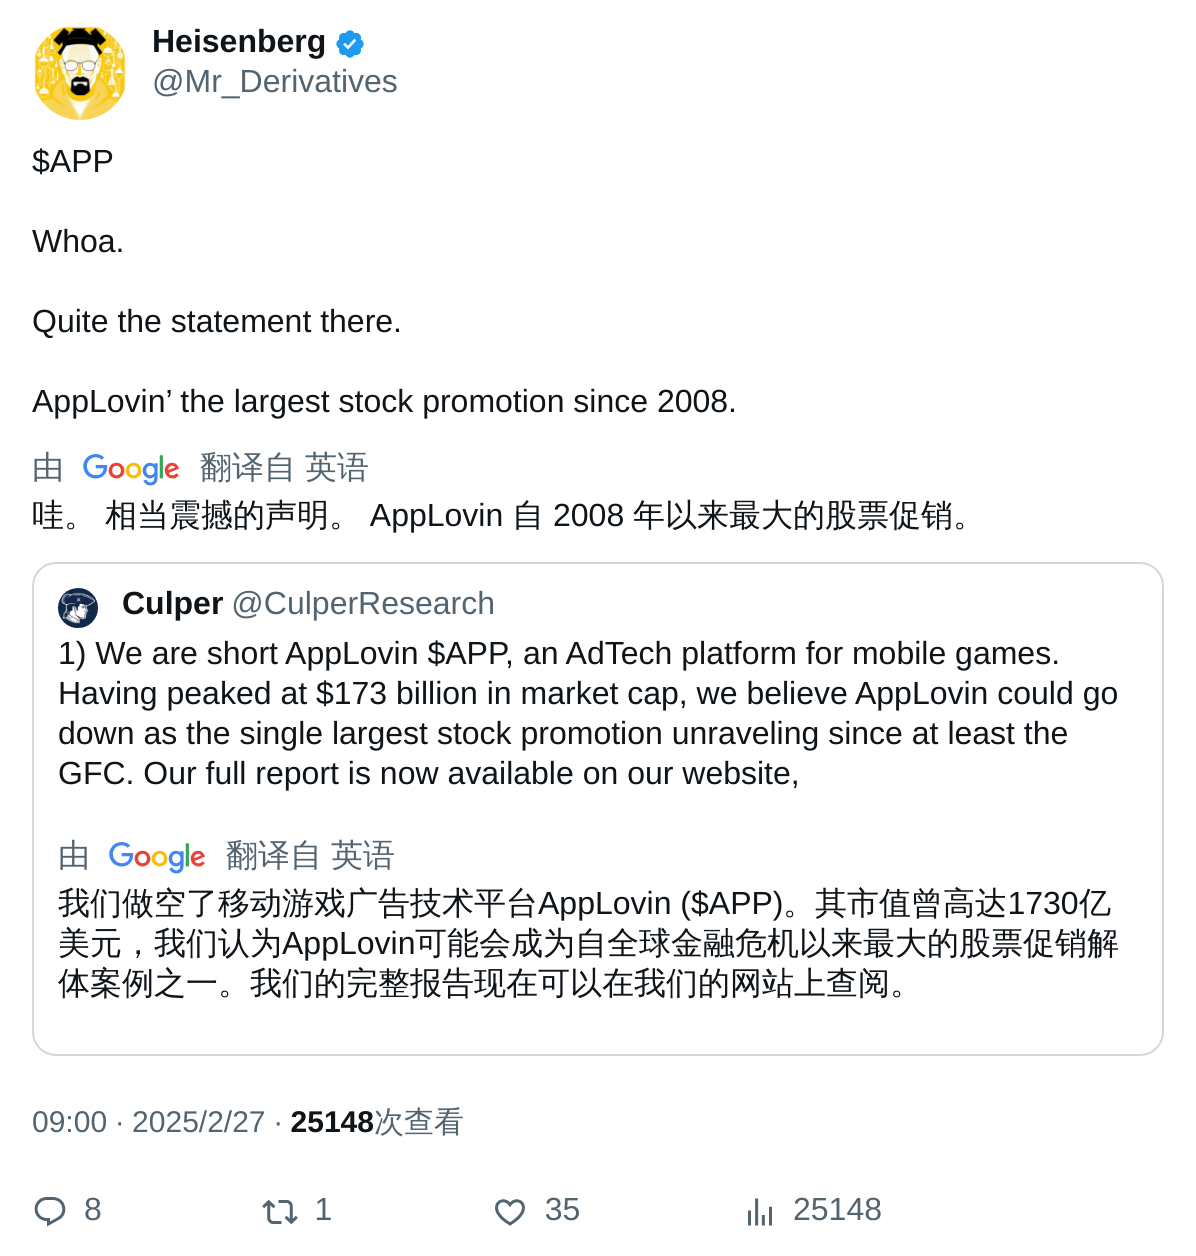 Heisenberg
@Mr_Derivatives
$APP
Whoa.
Quite the statement there.
AppLovin’ the largest stock promotion since 2008.
由 Google 翻译自 英语
哇。 相当震撼的声明。 AppLovin 自 2008 年以来最大的股票促销。
Culper @CulperResearch
1) We are short AppLovin $APP, an AdTech platform for mobile games.
Having peaked at $173 billion in market cap, we believe AppLovin could go
down as the single largest stock promotion unraveling since at least the
GFC. Our full report is now available on our website,
由 Google 翻译自 英语
我们做空了移动游戏广告技术平台AppLovin ($APP)。其市值曾高达1730亿
美元，我们认为AppLovin可能会成为自全球金融危机以来最大的股票促销解
体案例之一。我们的完整报告现在可以在我们的网站上查阅。
09:00 · 2025/2/27 · 25148次查看
8 1 35 25148